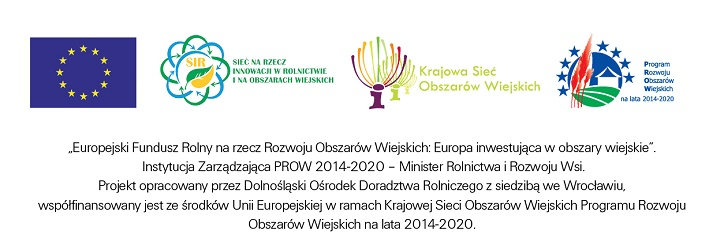 SIR
SIEĆ NA RZECZ
INNOWACJI W ROLNICTWIE
I NA OBSZARACH WIEJSKICH
Krajowa Sieć
Obszarów Wiejskich
Program
Rozwoju
Obszarów
Wiejskich
na lata 2014-2020
„Europejski Fundusz Rolny na rzecz Rozwoju Obszarów Wiejskich: Europa inwestująca w obszary wiejskie”.
Instytucja Zarządzająca PROW 2014-2020 – Minister Rolnictwa i Rozwoju Wsi.
Projekt opracowany przez Dolnośląski Ośrodek Doradztwa Rolniczego z siedzibą we Wrocławiu,
współfinansowany jest ze środków Unii Europejskiej w ramach Krajowej Sieci Obszarów Wiejskich Programu Rozwoju
Obszarów Wiejskich na lata 2014-2020.